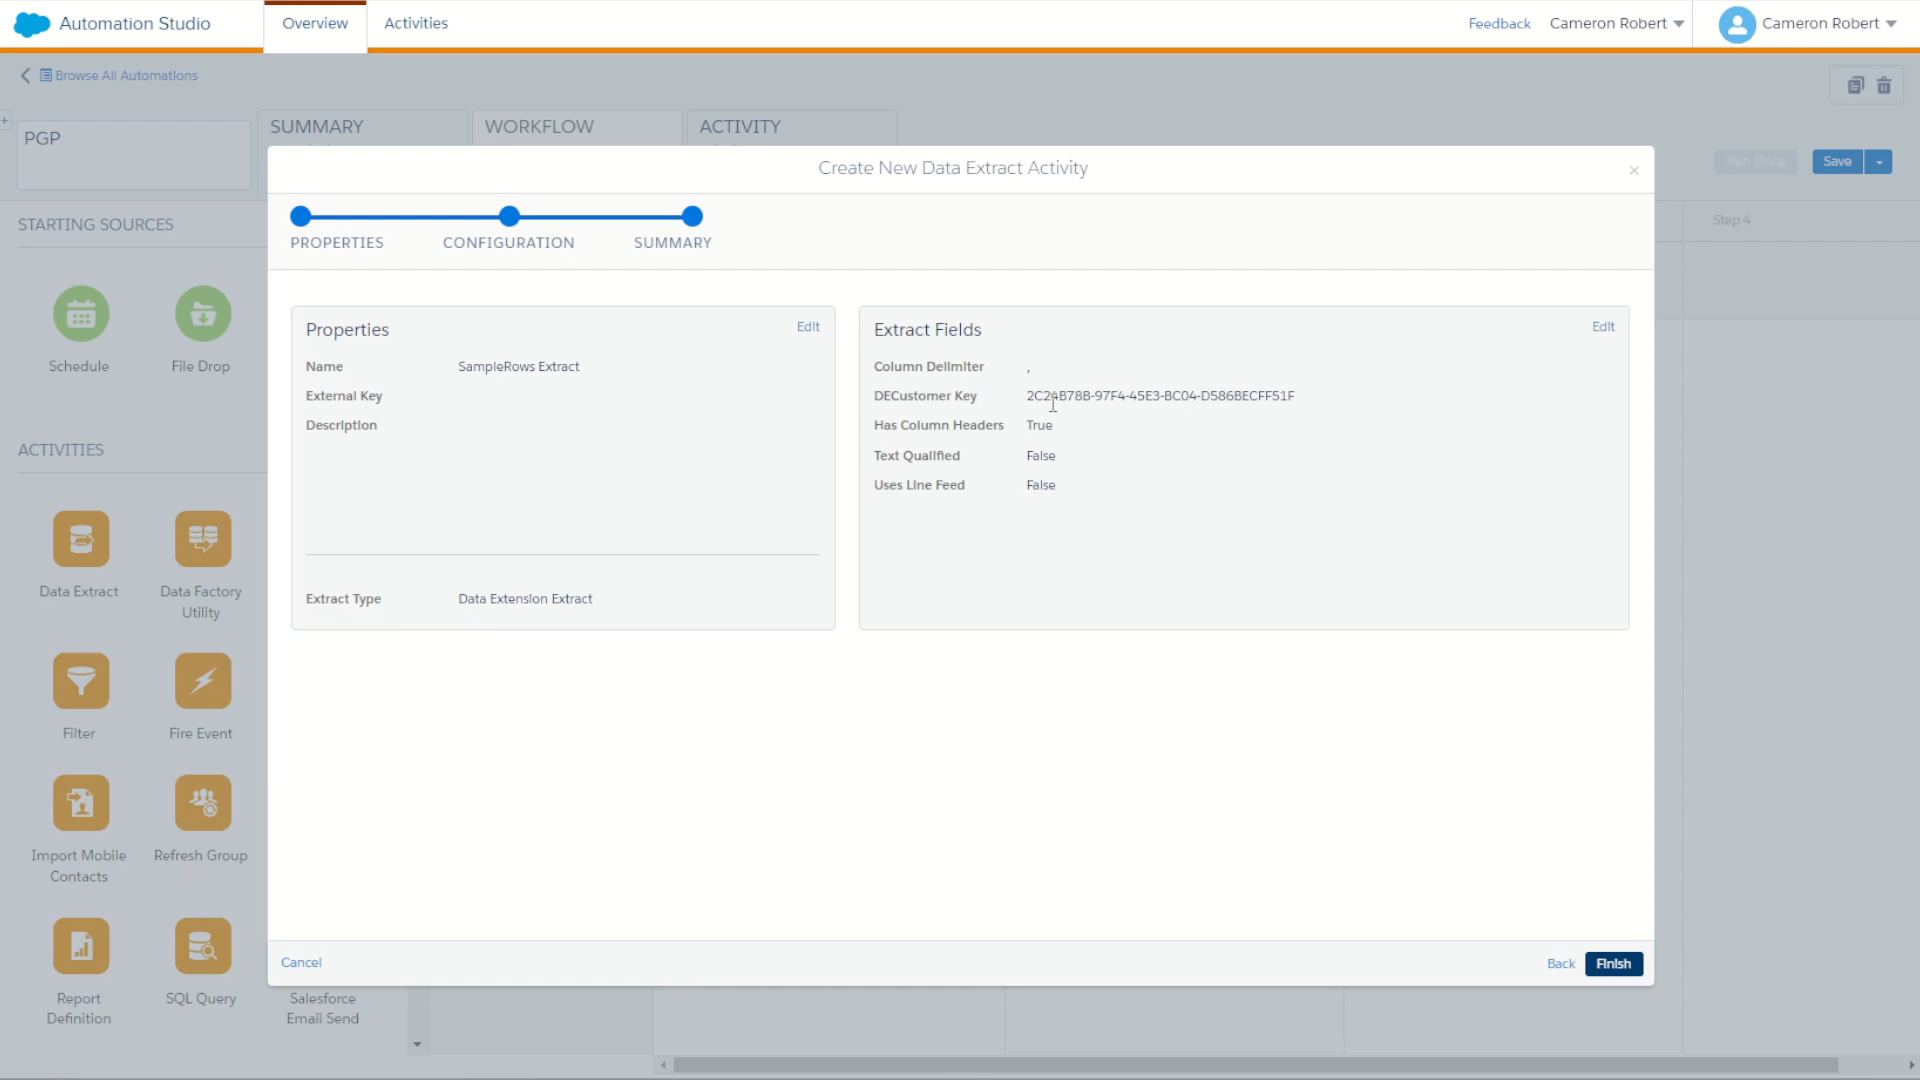 Automation Studio
Overview
Activities
Feedback
Cameron Robert
Cameron Robert
Browse All Automations
PGP
SUMMARY
WORKFLOW
ACTIVITY
Run Once
Save
Step 4
STARTING SOURCES
Schedule
File Drop
ACTIVITIES
Data Extract
Data Factory
Utility
Filter
Fire Event
Import Mobile
Contacts
Refresh Group
Report
Definition
SQL Query
Salesforce
Email Send
Create New Data Extract Activity
×
PROPERTIES
CONFIGURATION
SUMMARY
Properties
Edit
Name SampleRows Extract
External Key
Description
Extract Type Data Extension Extract
Extract Fields
Edit
Column Delimiter ,
DECustomer Key 2C24B78B-97F4-45E3-BC04-D586BECFF51F
Has Column Headers True
Text Qualified False
Uses Line Feed False
Cancel
Back
Finish